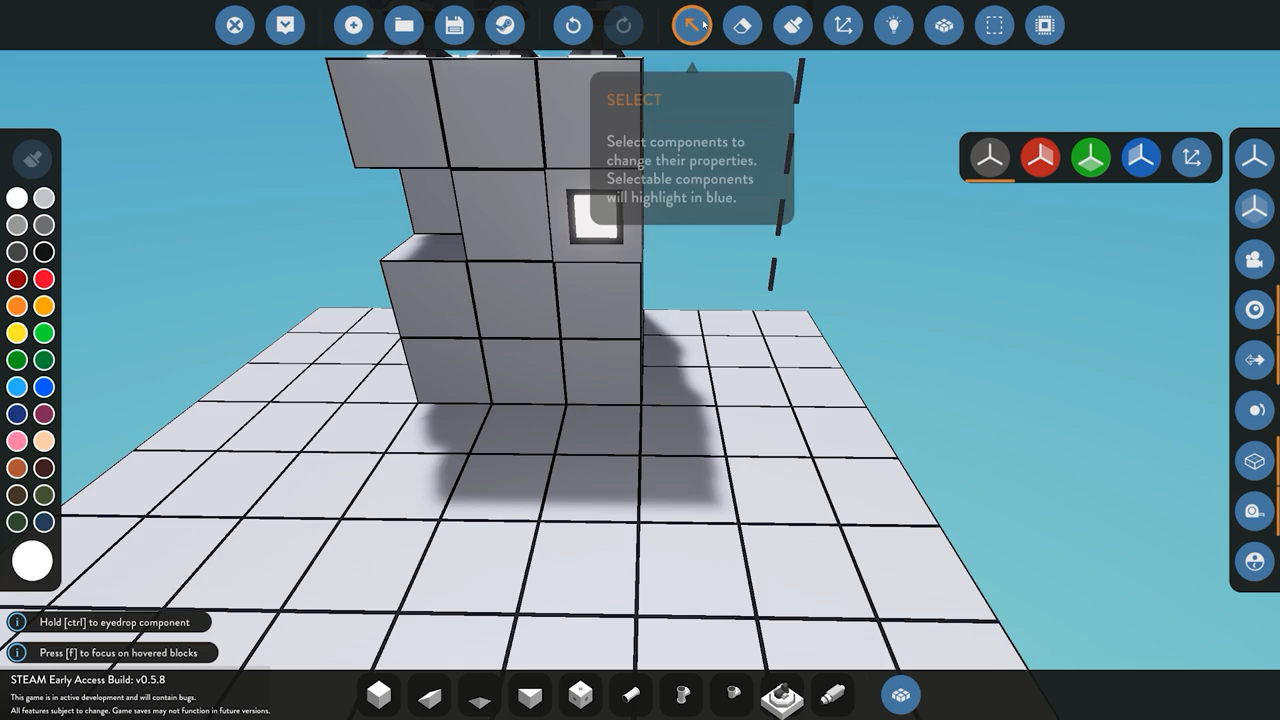 SELECT
Select components to
change their properties.
Selectable components
will highlight in blue.
Hold [ctrl] to eyedrop component
Press [f] to focus on hovered blocks
STEAM Early Access Build: v0.5.8
This game is in active development and will contain bugs.
All features subject to change. Game saves may not function in future versions.